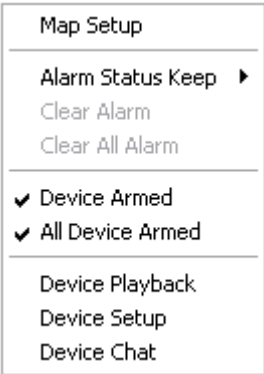 Map Setup
Alarm Status Keep
Clear Alarm
Clear All Alarm
Device Armed
All Device Armed
Device Playback
Device Setup
Device Chat